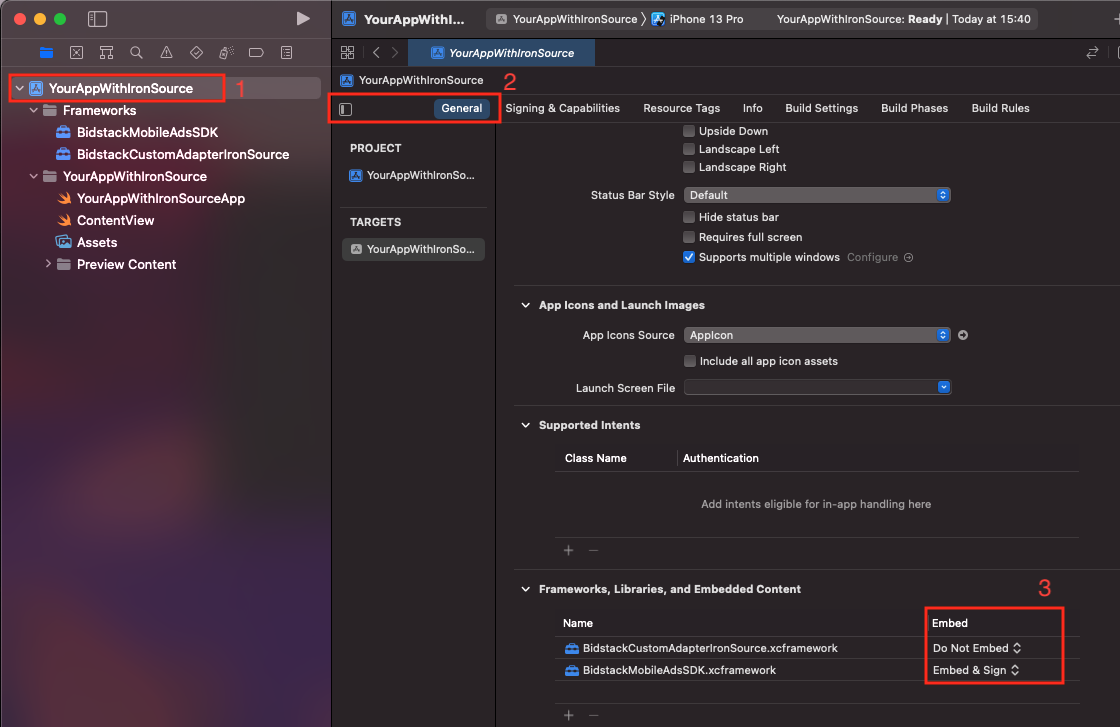 YourAppWithI...
YourAppWithIronSource
iPhone 13 Pro
YourAppWithIronSource: Ready | Today at 15:40
YourAppWithIronSource
YourAppWithIronSource
1
Frameworks
BidstackMobileAdsSDK
BidstackCustomAdapterIronSource
YourAppWithIronSource
YourAppWithIronSourceApp
ContentView
Assets
Preview Content
YourAppWithIronSource
2
General
Signing & Capabilities
Resource Tags
Info
Build Settings
Build Phases
Build Rules
PROJECT
YourAppWithIronSo...
TARGETS
YourAppWithIronSo...
Upside Down
Landscape Left
Landscape Right
Status Bar Style
Default
Hide status bar
Requires full screen
Supports multiple windows
Configure
App Icons and Launch Images
App Icons Source
AppIcon
Include all app icon assets
Launch Screen File
Supported Intents
Class Name
Authentication
Add intents eligible for in-app handling here
Frameworks, Libraries, and Embedded Content
3
Name
Embed
BidstackCustomAdapterIronSource.xcframework
Do Not Embed
BidstackMobileAdsSDK.xcframework
Embed & Sign